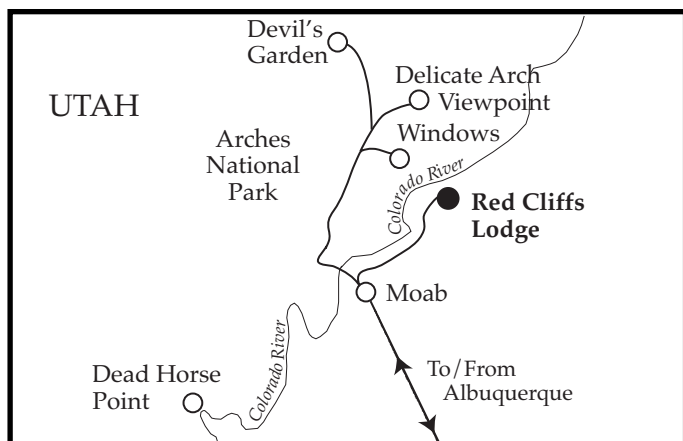 Devil's
Garden
Delicate Arch
Viewpoint
UTAH
Windows
Arches
National
Park
Colorado River
Red Cliffs
Lodge
Moab
Colorado River
To/From
Albuquerque
Dead Horse
Point